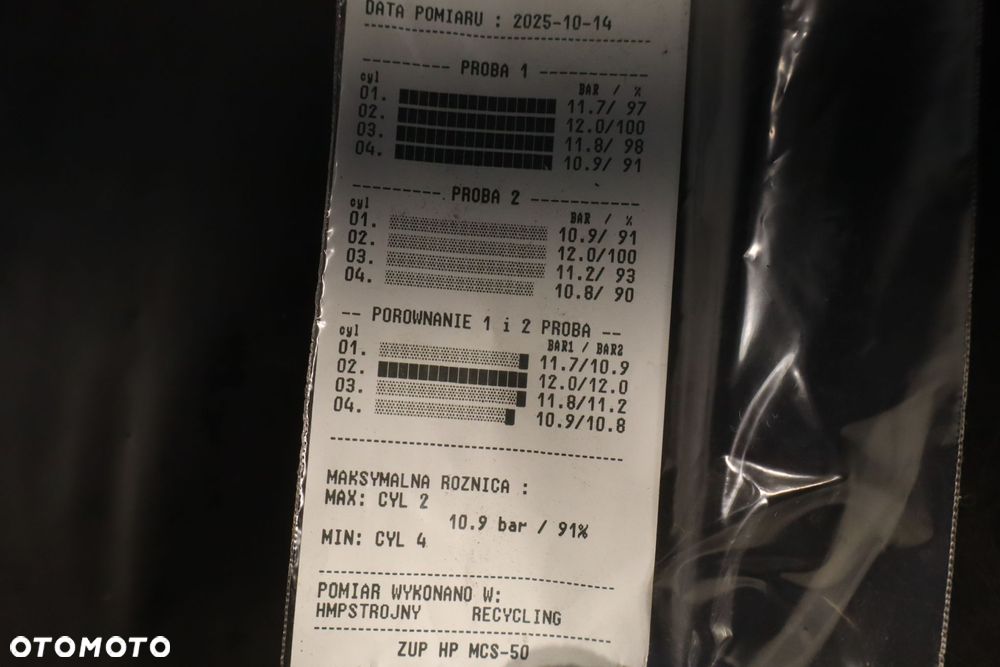 DATA POMIARU : 2025-10-14
---------- PROBA 1 ------------
cyl BAR / %
01. 11.7/ 97
02. 12.0/100
03. 11.8/ 98
04. 10.9/ 91
---------- PROBA 2 ------------
cyl BAR / %
01. 10.9/ 91
02. 12.0/100
03. 11.2/ 93
04. 10.8/ 90
-- POROWNANIE 1 i 2 PROBA --
cyl BAR1 / BAR2
01. 11.7/10.9
02. 12.0/12.0
03. 11.8/11.2
04. 10.9/10.8
MAKSYMALNA ROZNICA :
MAX: CYL 2
10.9 bar / 91%
MIN: CYL 4
POMIAR WYKONANO W:
HMPSTROJNY RECYCLING
ZUP HP MCS-50
OTOMOTO